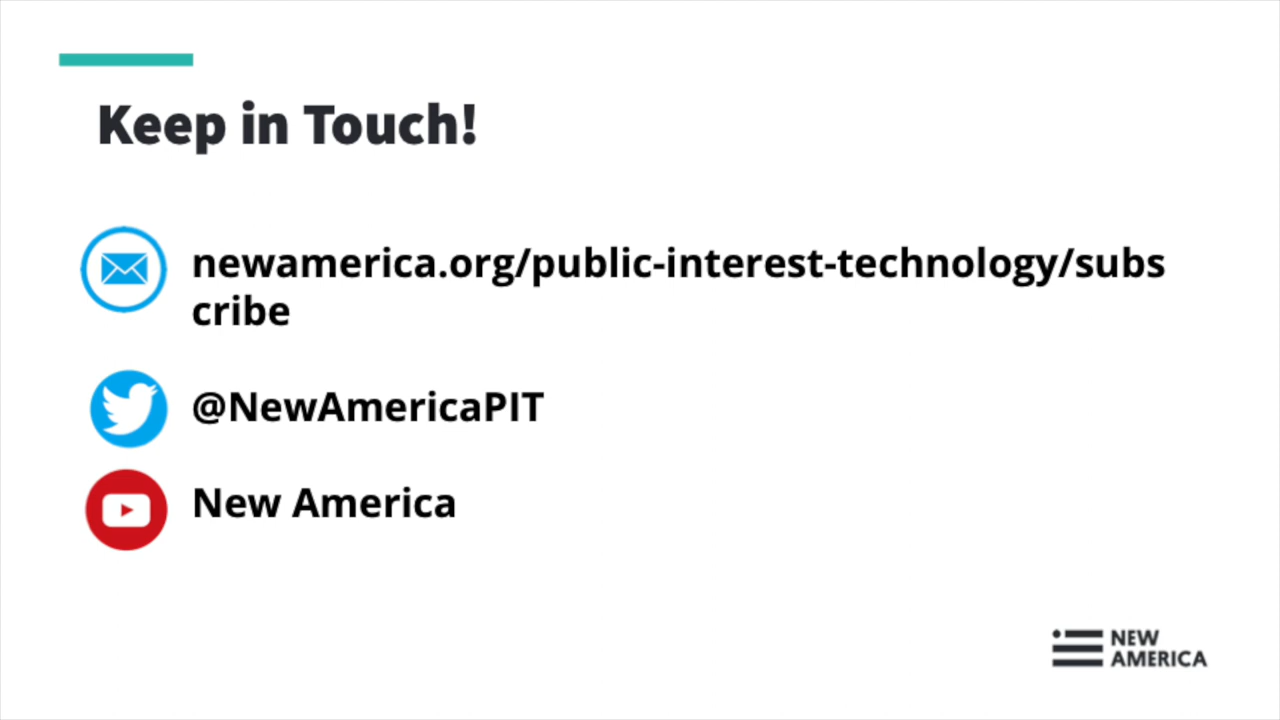 Keep in Touch!
newamerica.org/public-interest-technology/subs
cribe
@NewAmericaPIT
New America
NEW
AMERICA